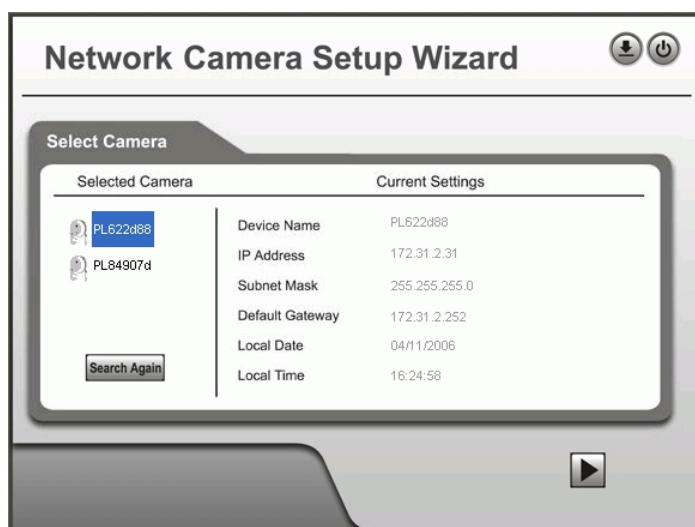 Network Camera Setup Wizard
Select Camera
Selected Camera
Current Settings
PL622d88
PL84907d
Search Again
Device Name PL622d88
IP Address 172.31.2.31
Subnet Mask 255.255.255.0
Default Gateway 172.31.2.252
Local Date 04/11/2006
Local Time 16:24:58